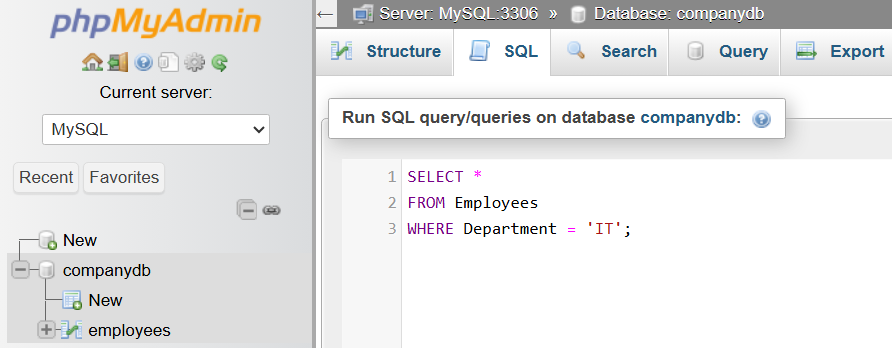 phpMyAdmin
Current server:
MySQL
Recent Favorites
New
companydb
New
employees
Server: MySQL:3306 » Database: companydb
Structure SQL Search Query Export
Run SQL query/queries on database companydb:
1 SELECT *
2 FROM Employees
3 WHERE Department = 'IT';